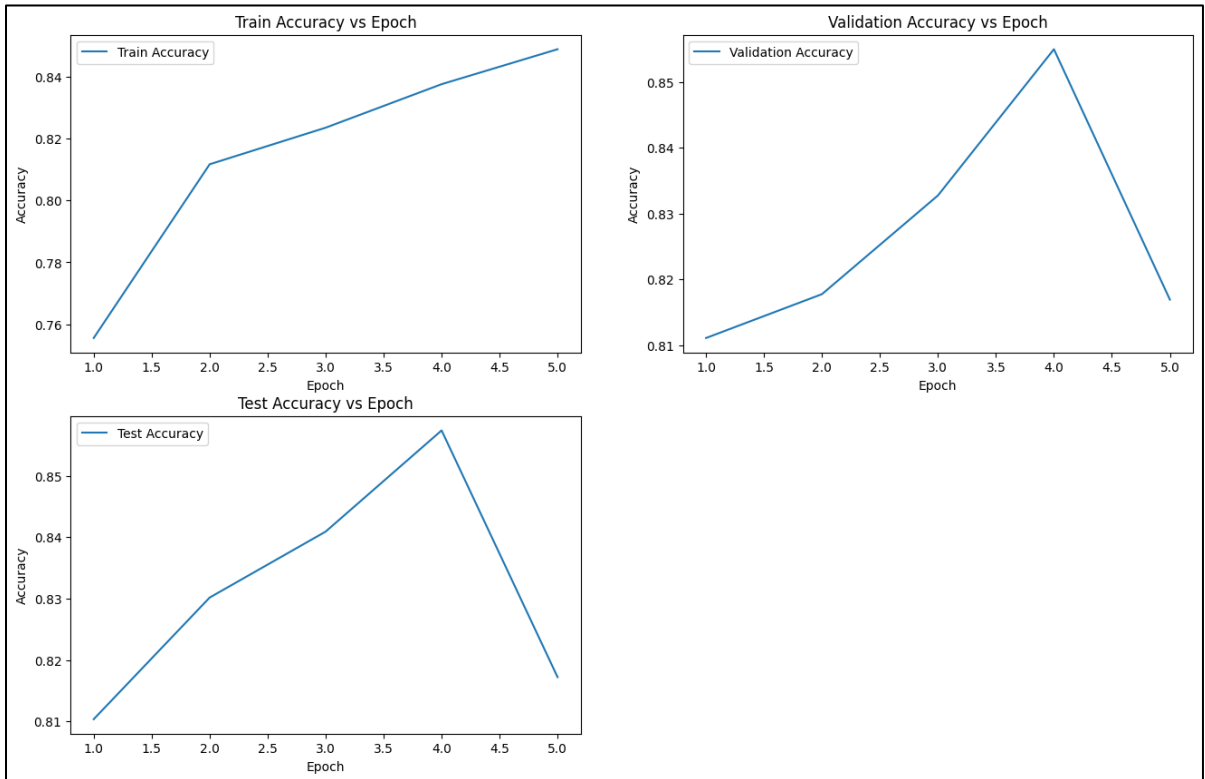 Train Accuracy vs Epoch
Train Accuracy
0.84
0.82
0.80
0.78
0.76
Accuracy
1.0 1.5 2.0 2.5 3.0 3.5 4.0 4.5 5.0
Epoch
Validation Accuracy vs Epoch
Validation Accuracy
0.85
0.84
0.83
0.82
0.81
Accuracy
1.0 1.5 2.0 2.5 3.0 3.5 4.0 4.5 5.0
Epoch
Test Accuracy vs Epoch
Test Accuracy
0.85
0.84
0.83
0.82
0.81
Accuracy
1.0 1.5 2.0 2.5 3.0 3.5 4.0 4.5 5.0
Epoch